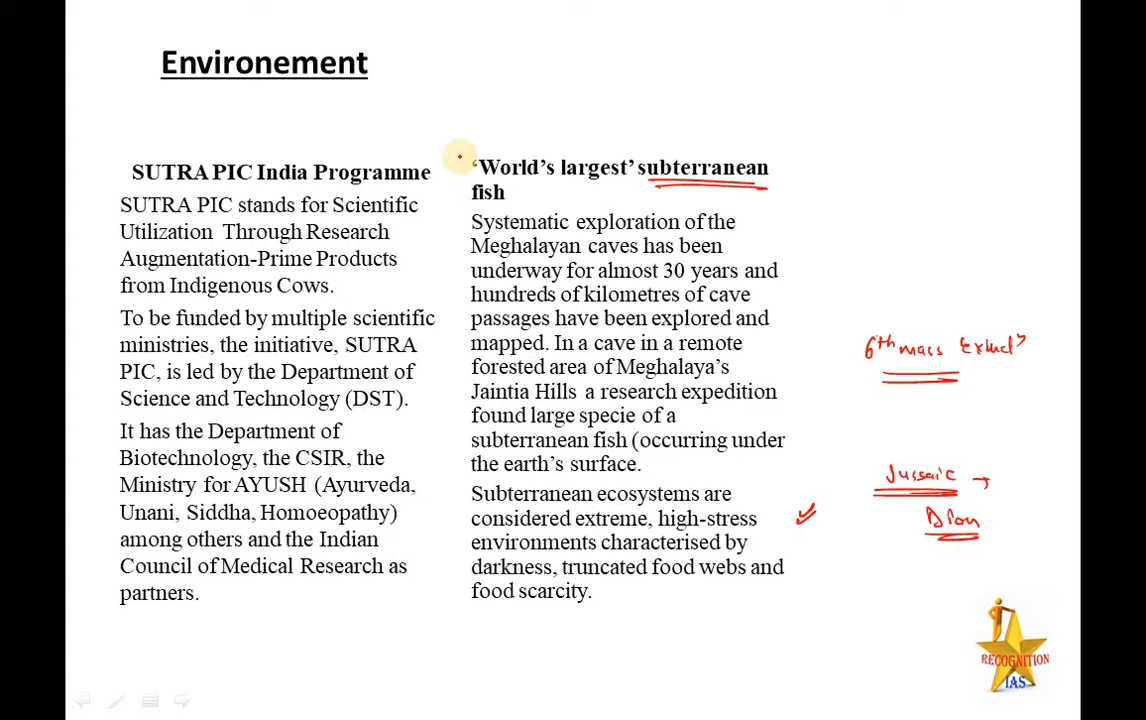 Environement
SUTRA PIC India Programme
SUTRA PIC stands for Scientific
Utilization Through Research
Augmentation-Prime Products
from Indigenous Cows.
To be funded by multiple scientific
ministries, the initiative, SUTRA
PIC, is led by the Department of
Science and Technology (DST).
It has the Department of
Biotechnology, the CSIR, the
Ministry for AYUSH (Ayurveda,
Unani, Siddha, Homoeopathy)
among others and the Indian
Council of Medical Research as
partners.
‘World’s largest’ subterranean
fish
Systematic exploration of the
Meghalayan caves has been
underway for almost 30 years and
hundreds of kilometres of cave
passages have been explored and
mapped. In a cave in a remote
forested area of Meghalaya’s
Jaintia Hills a research expedition
found large specie of a
subterranean fish (occurring under
the earth’s surface.
Subterranean ecosystems are
considered extreme, high-stress
environments characterised by
darkness, truncated food webs and
food scarcity.
6th mass
RECOGNITION
IAS